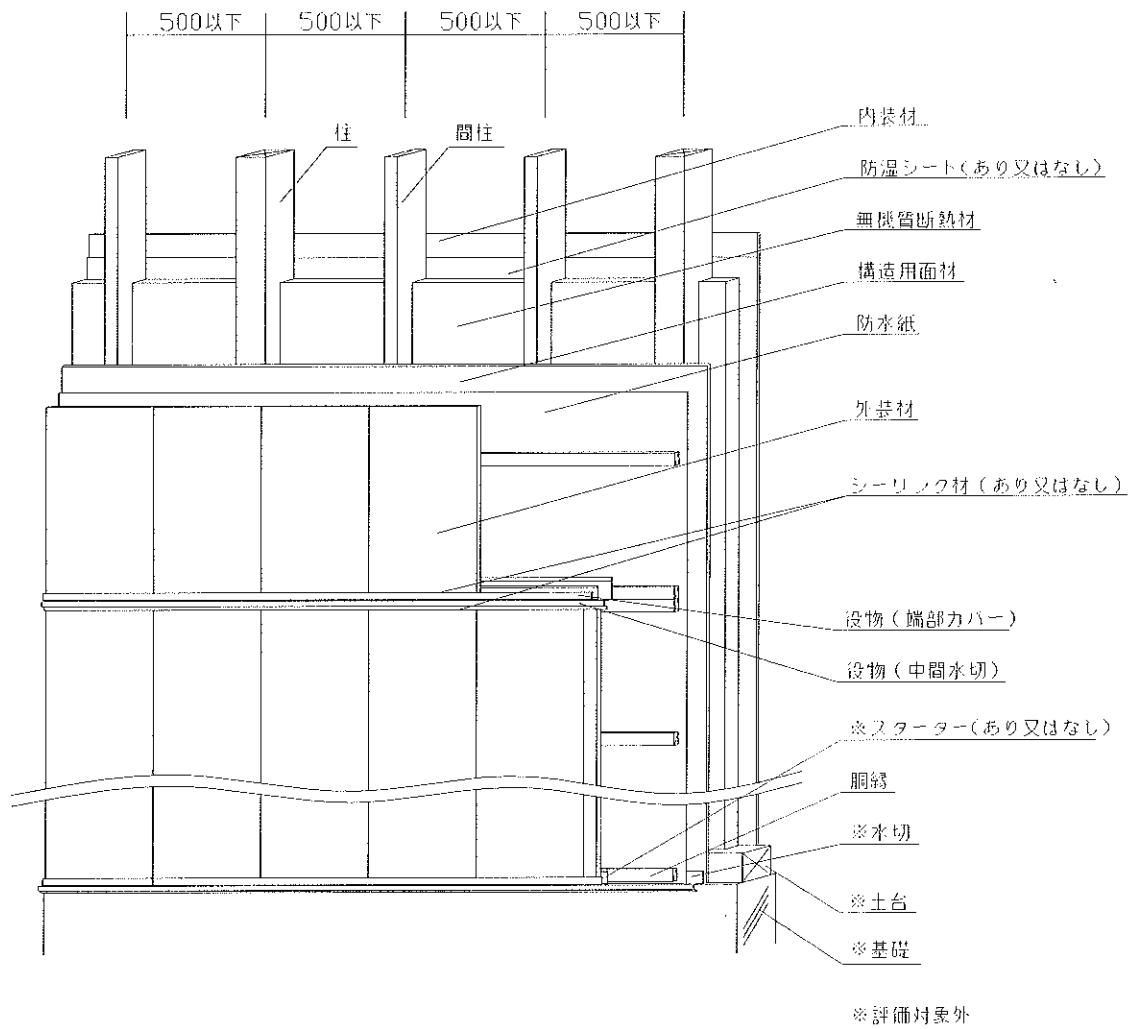 500以下 500以下 500以下 500以下
柱 間柱
内装材
防湿シート(あり又はなし)
無機質断熱材
構造用面材
防水紙
外装材
シーリング材(あり又はなし)
役物(端部カバー)
役物(中間水切)
※スターター(あり又はなし)
胴縁
※水切
※土台
※基礎
※評価対象外